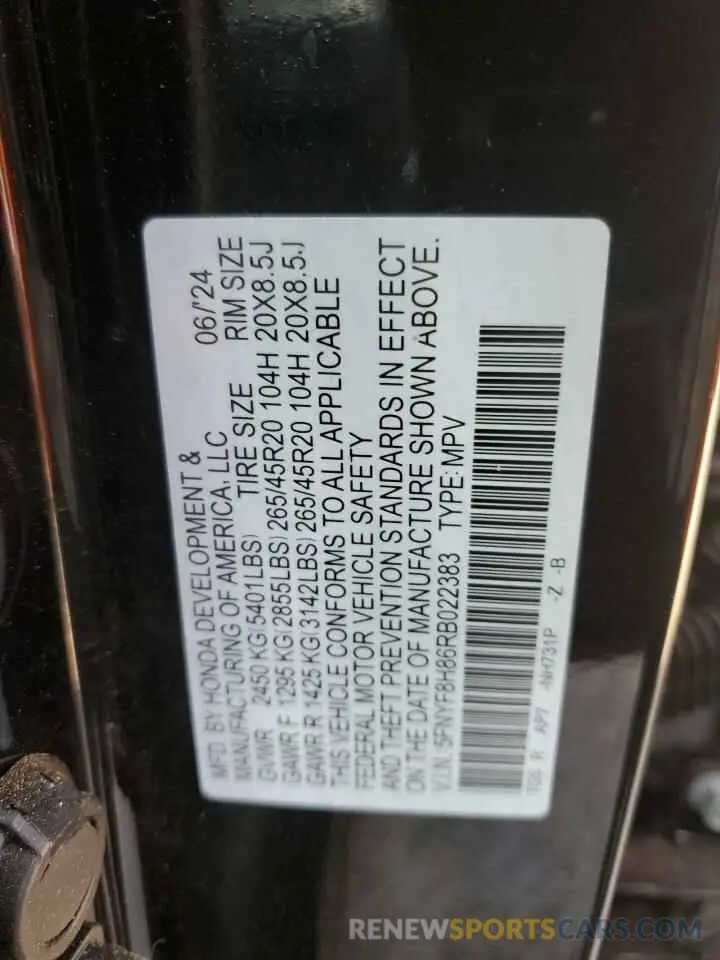 MFD. BY HONDA DEVELOPMENT &
MANUFACTURING OF AMERICA, LLC 06/'24
GVWR 2450 KG(5401LBS) TIRE SIZE RIM SIZE
GAWR F 1295 KG(2855LBS) 265/45R20 104H 20X8.5J
GAWR R 1425 KG(3142LBS) 265/45R20 104H 20X8.5J
THIS VEHICLE CONFORMS TO ALL APPLICABLE
FEDERAL MOTOR VEHICLE SAFETY
AND THEFT PREVENTION STANDARDS IN EFFECT
ON THE DATE OF MANUFACTURE SHOWN ABOVE.
V.I.N. 5FNYF8H86RB022383 TYPE:MPV
TG8 R AP7 -NH731P -Z -B
RENEWSPORTSCARS.COM